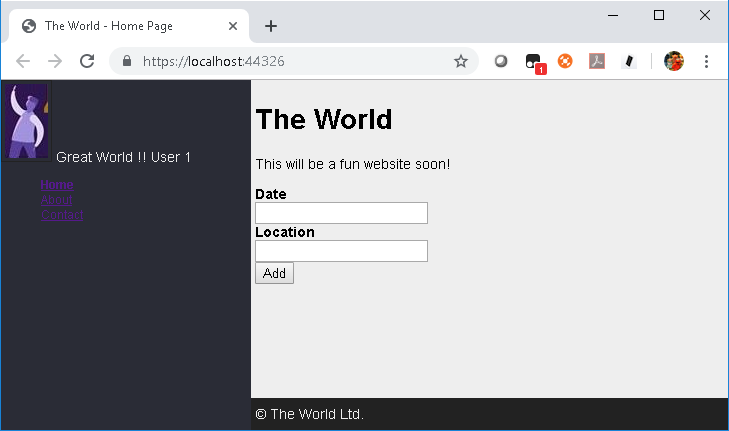 The World - Home Page
https://localhost:44326
1
Great World !! User 1
Home
About
Contact
The World
This will be a fun website soon!
Date
Location
Add
© The World Ltd.